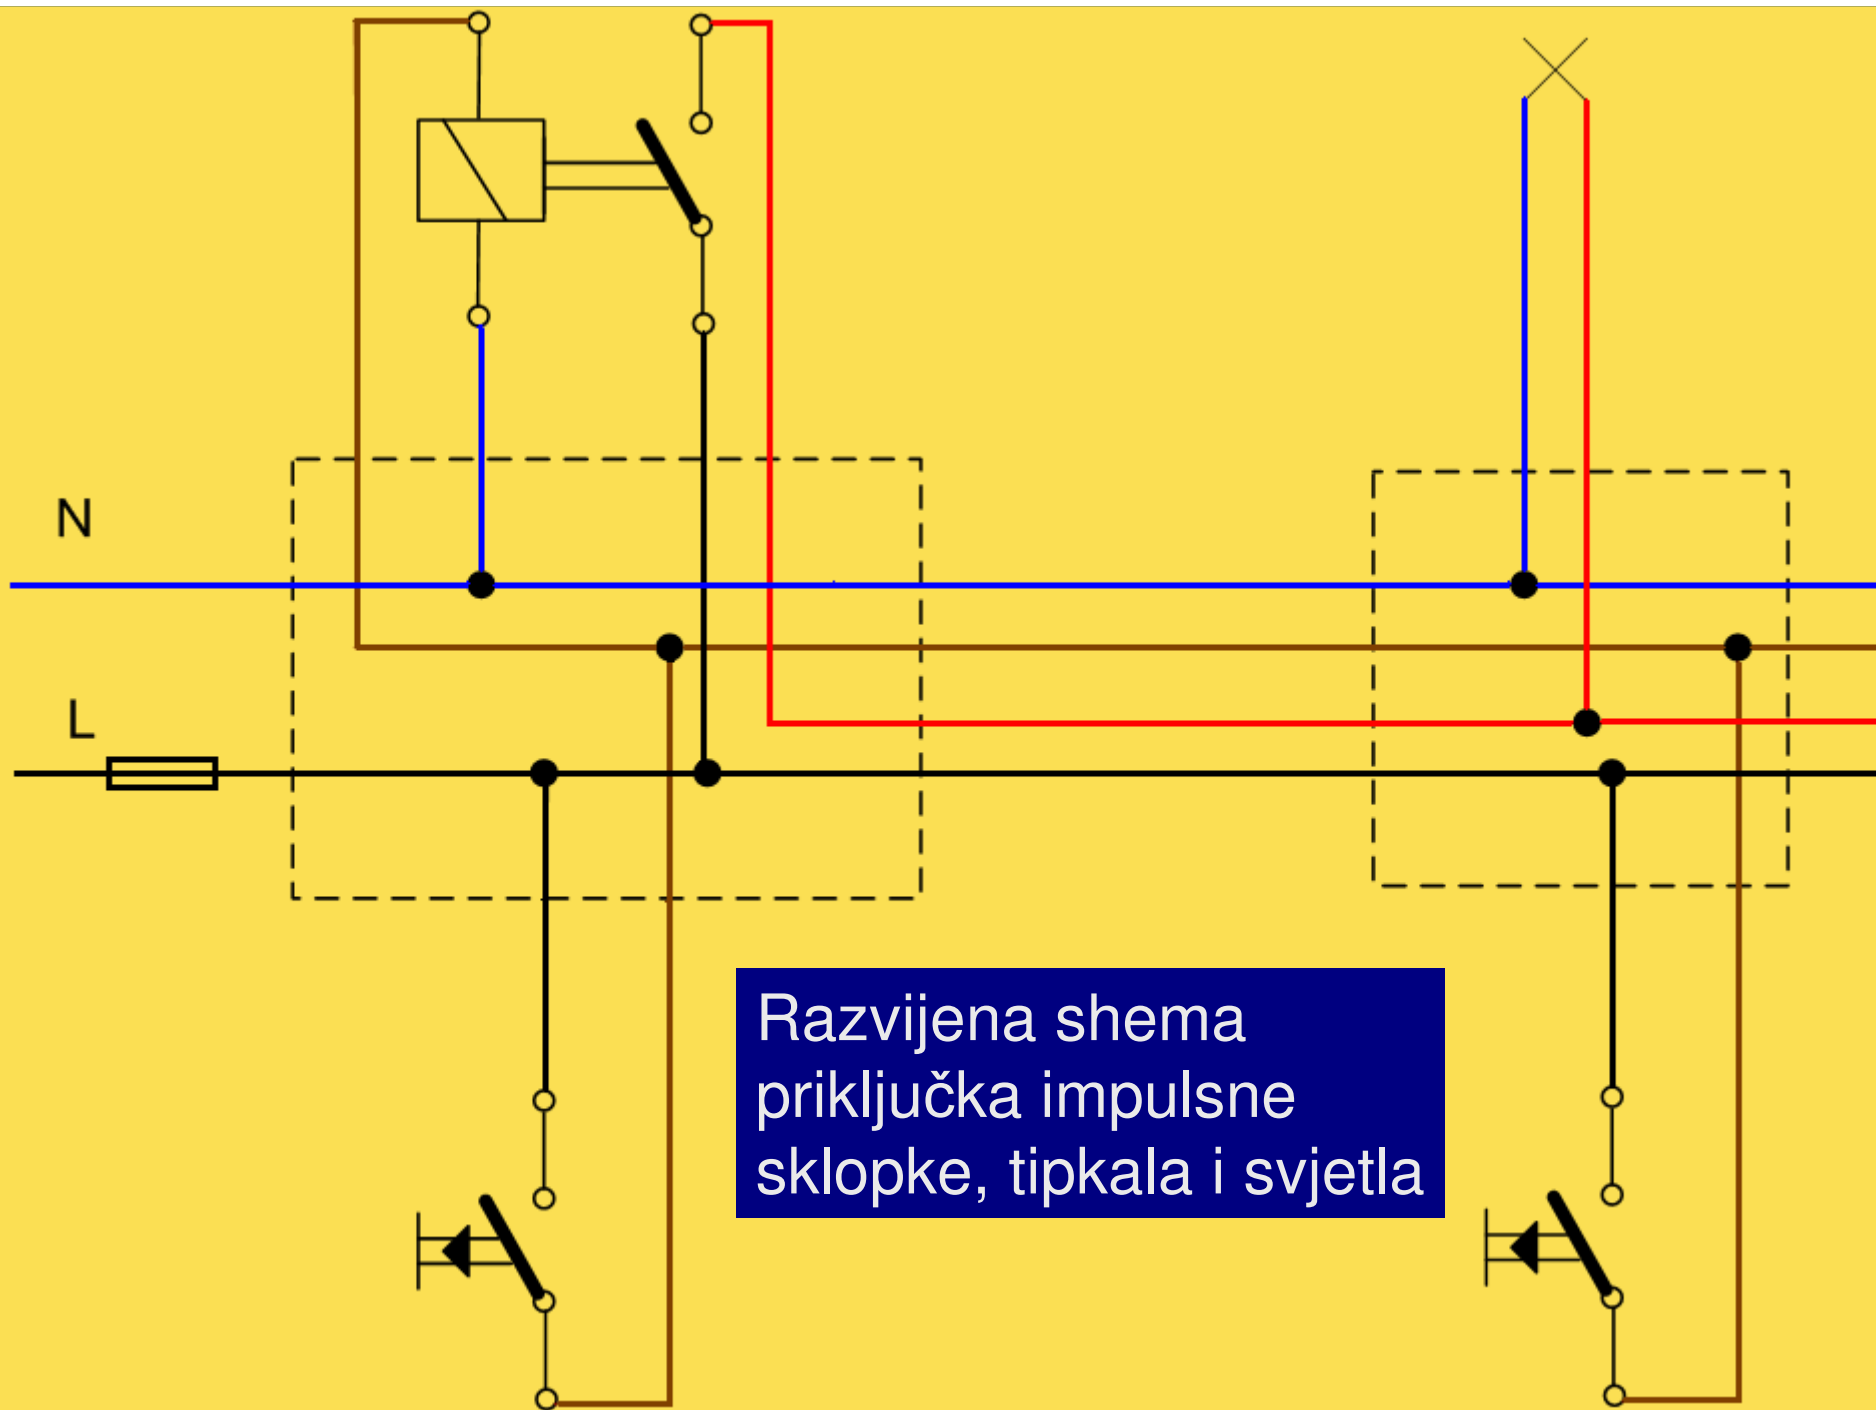 N
L
Razvijena shema
priključka impulsne
sklopke, tipkala i svjetla